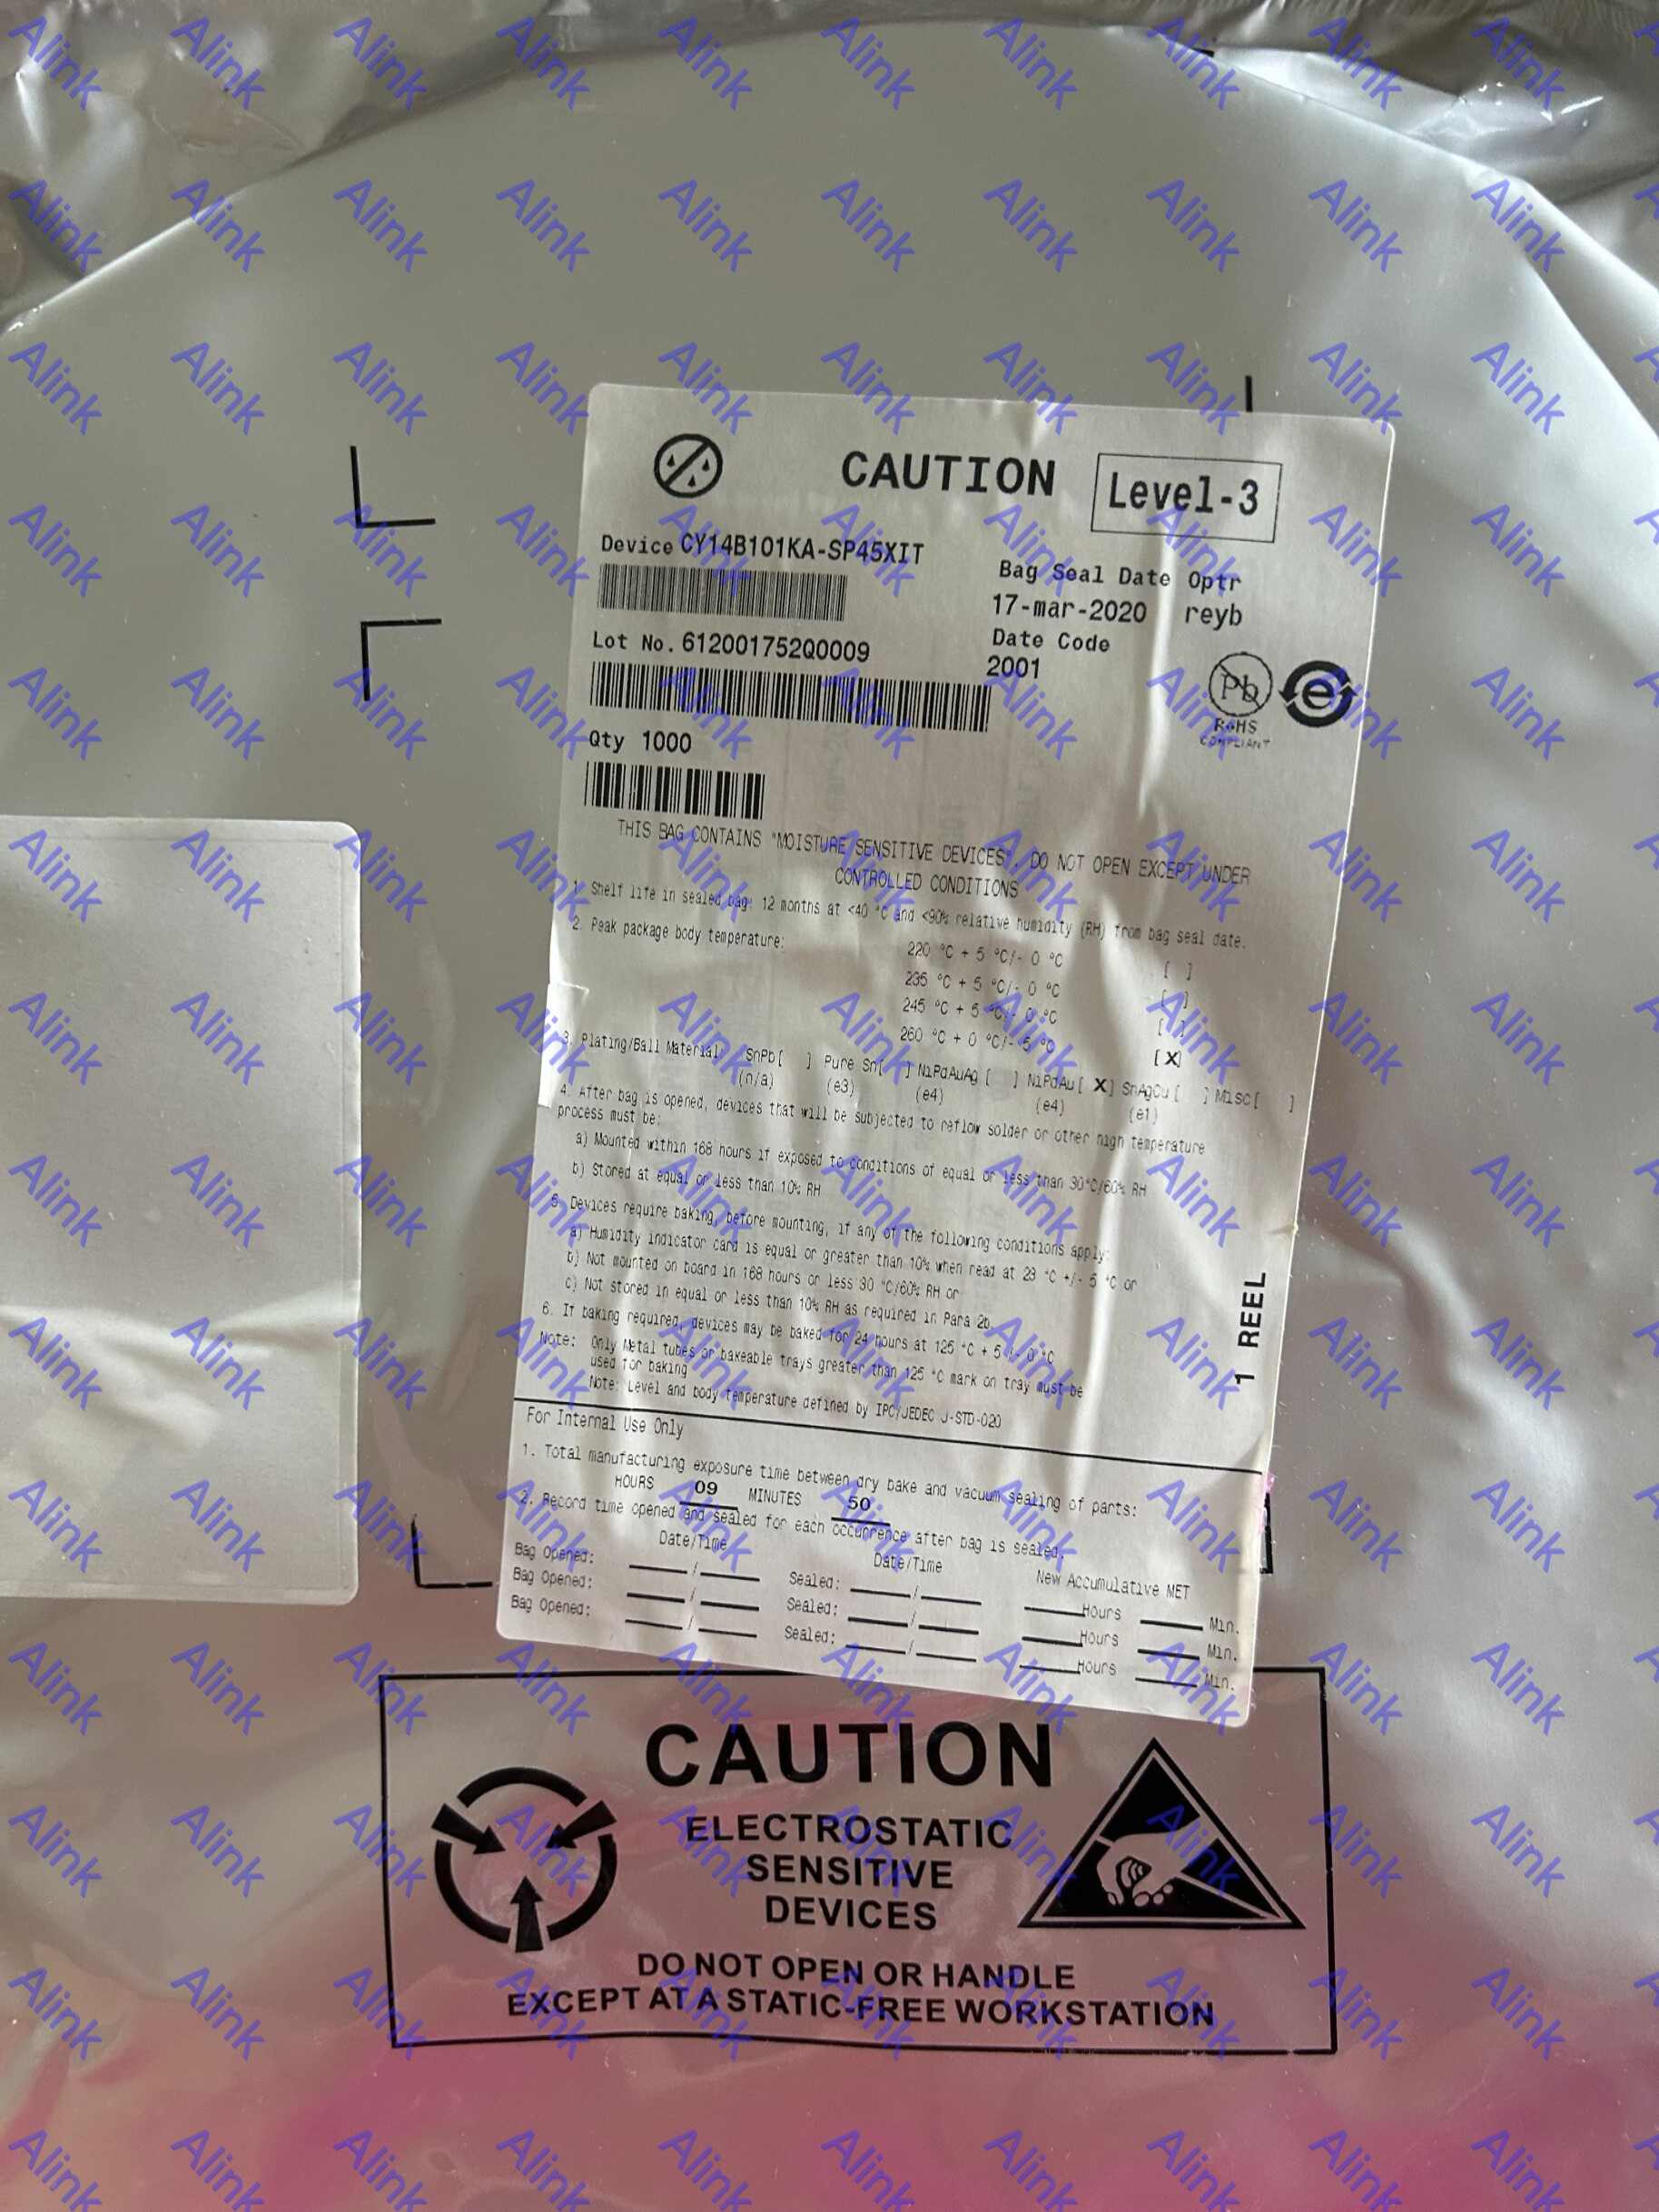 CAUTION
Level-3
Device CY14B101KA-SP45XIT
Bag Seal Date Optr
17-mar-2020 reyb
Lot No. 612001752Q0009
Date Code
2001
Pb
e
RoHS
COMPLIANT
Qty 1000
THIS BAG CONTAINS "MOISTURE SENSITIVE DEVICES". DO NOT OPEN EXCEPT UNDER
CONTROLLED CONDITIONS
1. Shelf life in sealed bag: 12 months at <40 °C and <90% relative humidity (RH) from bag seal date.
2. Peak package body temperature:
220 °C + 5 °C/- 0 °C [ ]
235 °C + 5 °C/- 0 °C [ ]
245 °C + 5 °C/- 0 °C [ ]
260 °C + 0 °C/- 5 °C [X]
3. Plating/Ball Material: SnPb[ ] Pure Sn[ ] NiPdAuAg [ ] NiPdAu[ X] SnAgCu [ ] Misc[ ]
(n/a) (e3) (e4) (e4) (e1)
4. After bag is opened, devices that will be subjected to reflow solder or other high temperature
process must be:
a) Mounted within 168 hours if exposed to conditions of equal or less than 30°C/60% RH
b) Stored at equal or less than 10% RH
5. Devices require baking, before mounting, if any of the following conditions apply:
a) Humidity indicator card is equal or greater than 10% when read at 23 °C +/- 5 °C or
b) Not mounted on board in 168 hours or less 30 °C/60% RH or
c) Not stored in equal or less than 10% RH as required in Para 2b.
6. If baking required, devices may be baked for 24 hours at 125 °C + 5 /- 0 °C
Note: Only Metal tubes or bakeable trays greater than 125 °C mark on tray must be
used for baking
Note: Level and body temperature defined by IPC/JEDEC J-STD-020
1 REEL
For Internal Use Only
1. Total manufacturing exposure time between dry bake and vacuum sealing of parts:
HOURS 09 MINUTES 50
2. Record time opened and sealed for each occurrence after bag is sealed.
Date/Time Date/Time New Accumulative MET
Bag Opened: / Sealed: / Hours Min.
Bag Opened: / Sealed: / Hours Min.
Bag Opened: / Sealed: / Hours Min.
CAUTION
ELECTROSTATIC
SENSITIVE
DEVICES
DO NOT OPEN OR HANDLE
EXCEPT AT A STATIC-FREE WORKSTATION
Alink